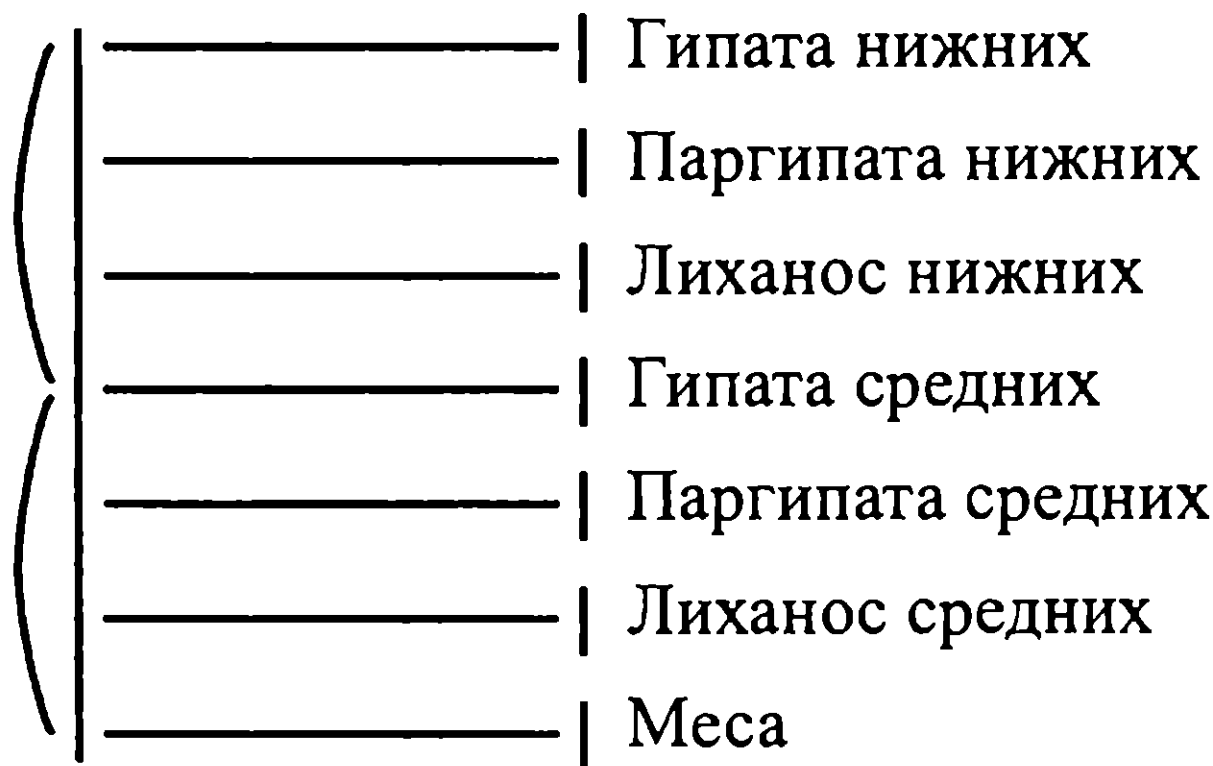 Гипата нижних
Паргипата нижних
Лиханос нижних
Гипата средних
Паргипата средних
Лиханос средних
Меса